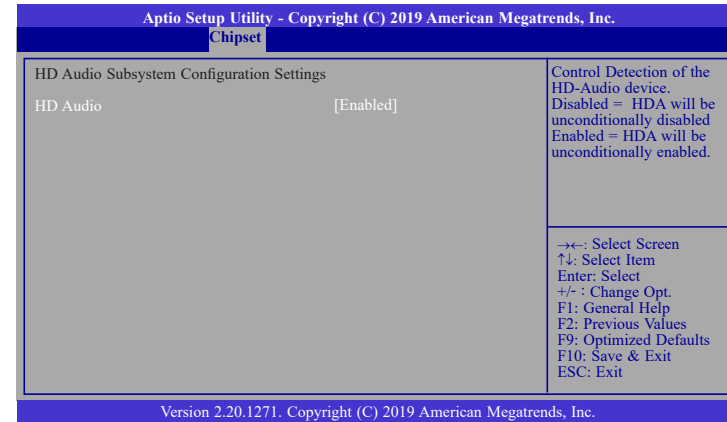 Aptio Setup Utility - Copyright (C) 2019 American Megatrends, Inc.
Chipset
HD Audio Subsystem Configuration Settings
HD Audio [Enabled]
Control Detection of the
HD-Audio device.
Disabled = HDA will be
unconditionally disabled
Enabled = HDA will be
unconditionally enabled.
→←: Select Screen
↑↓: Select Item
Enter: Select
+/- : Change Opt.
F1: General Help
F2: Previous Values
F9: Optimized Defaults
F10: Save & Exit
ESC: Exit
Version 2.20.1271. Copyright (C) 2019 American Megatrends, Inc.